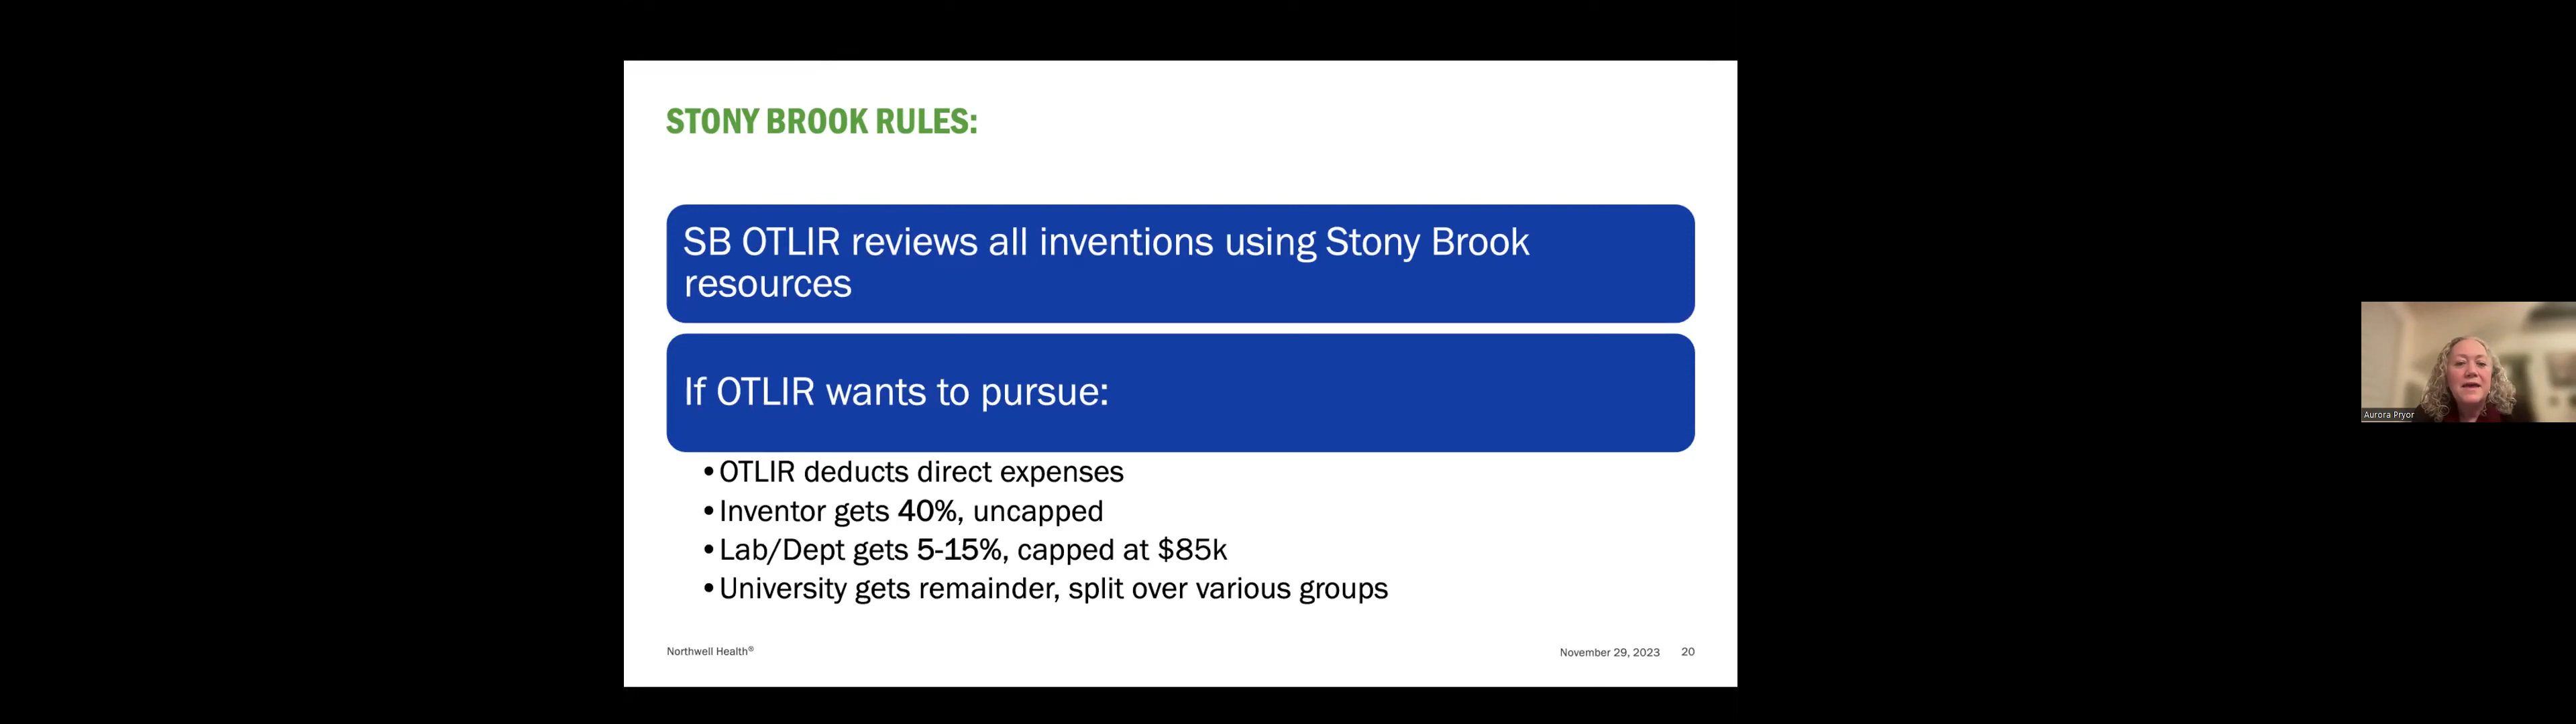 STONY BROOK RULES:
SB OTLIR reviews all inventions using Stony Brook
resources
If OTLIR wants to pursue:
•OTLIR deducts direct expenses
•Inventor gets 40%, uncapped
•Lab/Dept gets 5-15%, capped at $85k
•University gets remainder, split over various groups
Northwell Health®
November 29, 2023 20
Aurora Pryor